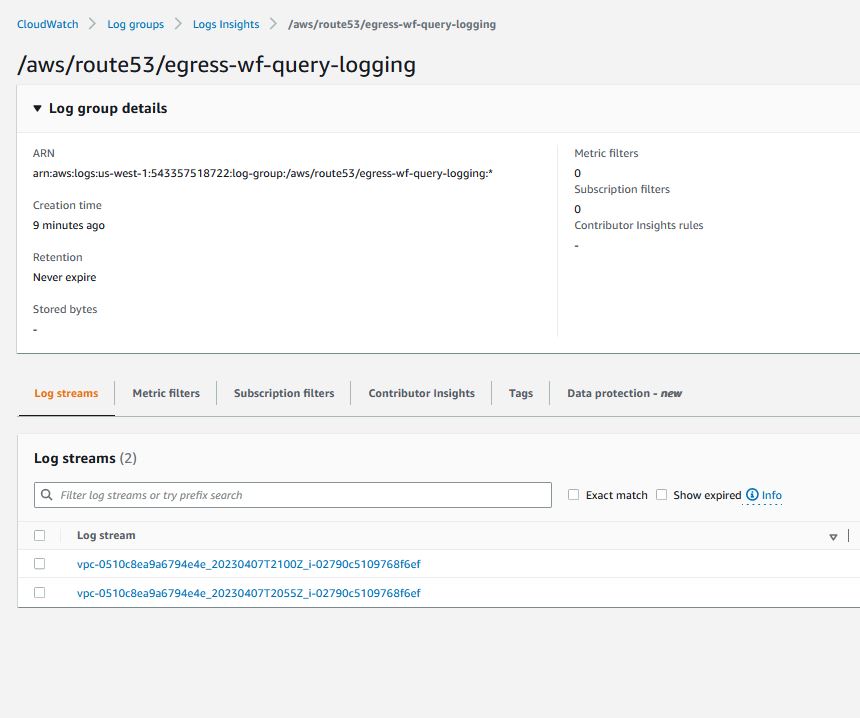 CloudWatch > Log groups > Logs Insights > /aws/route53/egress-wf-query-logging
/aws/route53/egress-wf-query-logging
Log group details
ARN
arn:aws:logs:us-west-1:543357518722:log-group:/aws/route53/egress-wf-query-logging:*
Creation time
9 minutes ago
Retention
Never expire
Stored bytes
-
Metric filters
0
Subscription filters
0
Contributor Insights rules
-
Log streams Metric filters Subscription filters Contributor Insights Tags Data protection - new
Log streams (2)
Filter log streams or try prefix search Exact match Show expired Info
Log stream
vpc-0510c8ea9a6794e4e_20230407T2100Z_i-02790c5109768f6ef
vpc-0510c8ea9a6794e4e_20230407T2055Z_i-02790c5109768f6ef